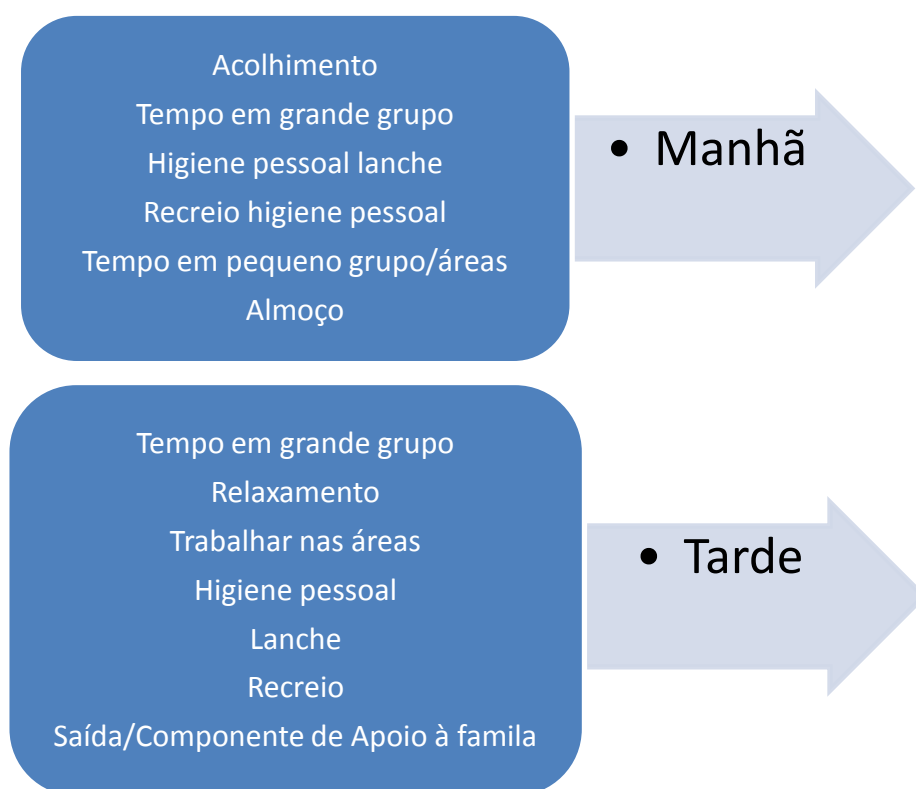 Acolhimento
Tempo em grande grupo
Higiene pessoal lanche
Recreio higiene pessoal
Tempo em pequeno grupo/áreas
Almoço
• Manhã
Tempo em grande grupo
Relaxamento
Trabalhar nas áreas
Higiene pessoal
Lanche
Recreio
Saída/Componente de Apoio à famila
• Tarde